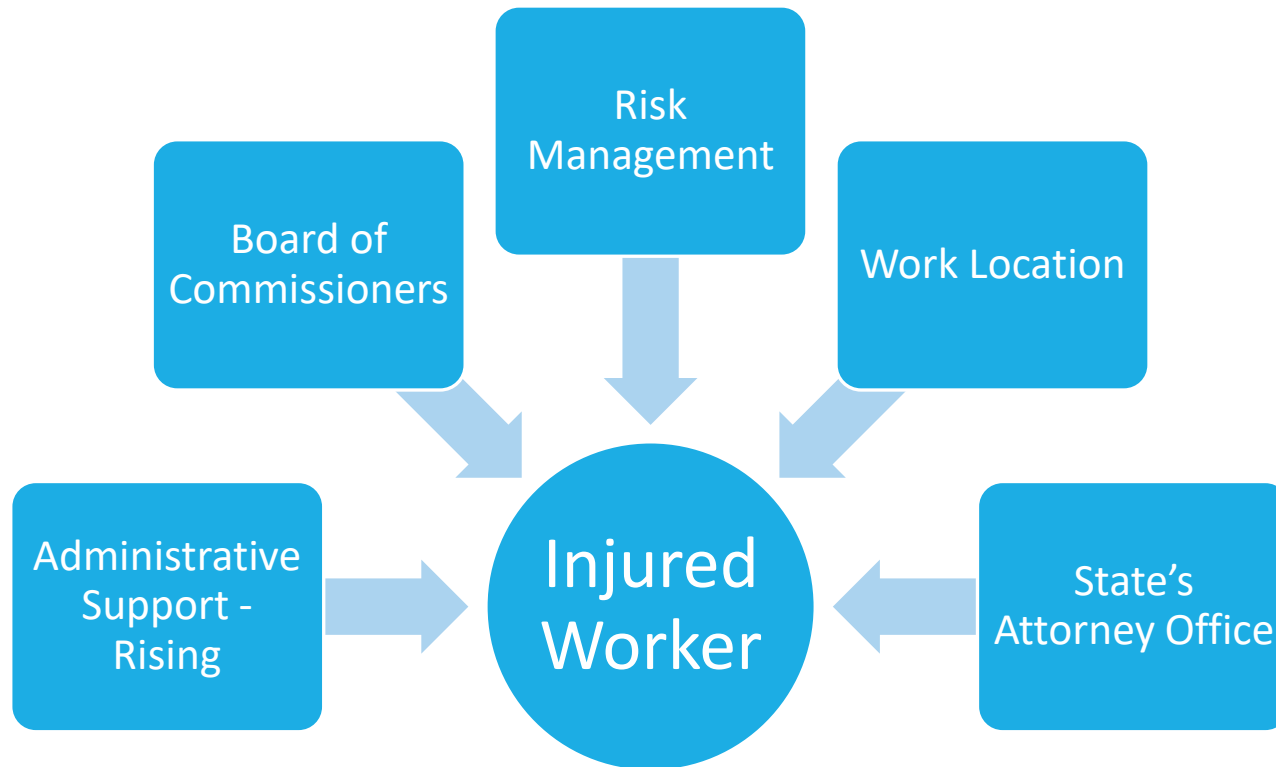 Risk
Management
Board of
Commissioners
Work Location
Administrative
Support -
Rising
Injured
Worker
State’s
Attorney Office